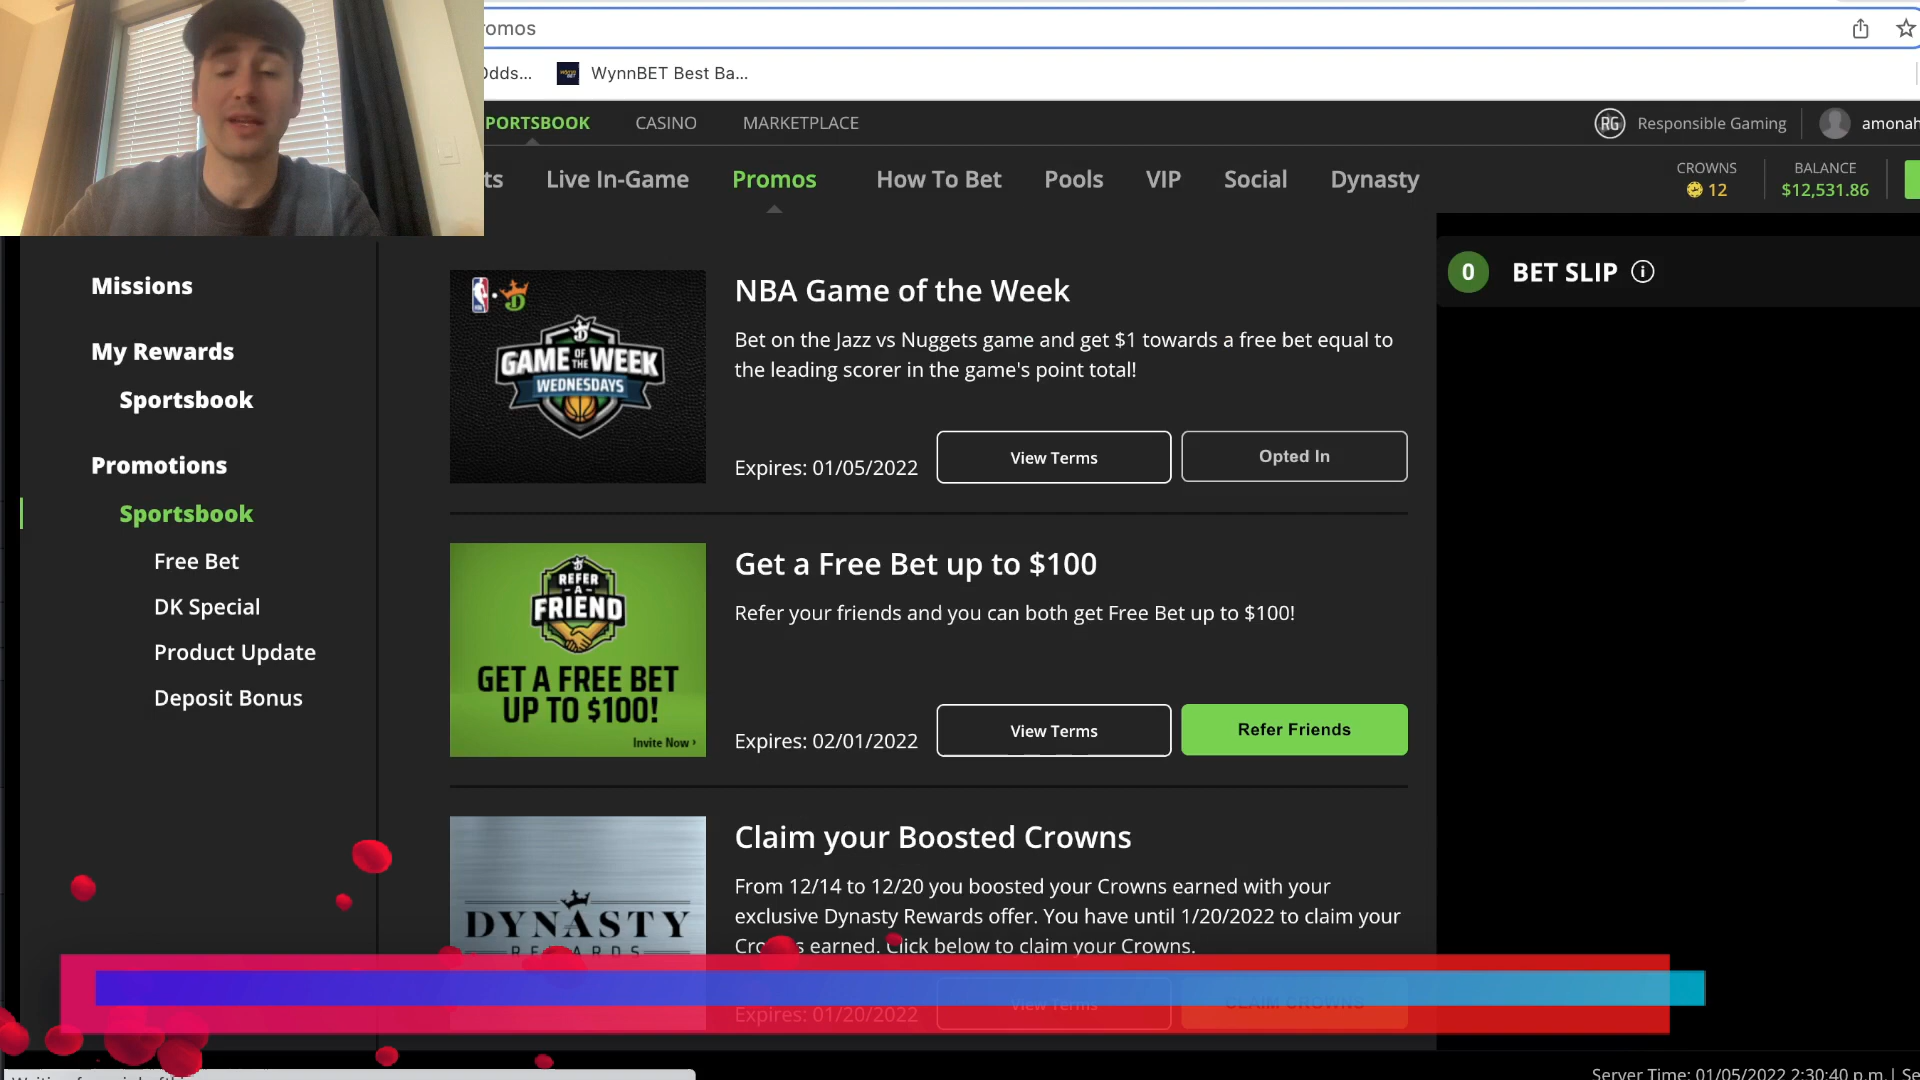 omos
Odds...
WynnBET Best Ba...
PORTSBOOK
CASINO
MARKETPLACE
RG
Responsible Gaming
amonah
ts
Live In-Game
Promos
How To Bet
Pools
VIP
Social
Dynasty
CROWNS
12
BALANCE
$12,531.86
Missions
My Rewards
Sportsbook
Promotions
Sportsbook
Free Bet
DK Special
Product Update
Deposit Bonus
GAME OF THE WEEK
WEDNESDAYS
NBA Game of the Week
Bet on the Jazz vs Nuggets game and get $1 towards a free bet equal to
the leading scorer in the game's point total!
Expires: 01/05/2022
View Terms
Opted In
REFER
-A-
FRIEND
GET A FREE BET
UP TO $100!
Invite Now ›
Get a Free Bet up to $100
Refer your friends and you can both get Free Bet up to $100!
Expires: 02/01/2022
View Terms
Refer Friends
DYNASTY
REWARDS
Claim your Boosted Crowns
From 12/14 to 12/20 you boosted your Crowns earned with your
exclusive Dynasty Rewards offer. You have until 1/20/2022 to claim your
Crowns earned. Click below to claim your Crowns.
Expires: 01/20/2022
View Terms
CLAIM CROWNS
0
BET SLIP
Server Time: 01/05/2022 2:30:40 p.m. | Se